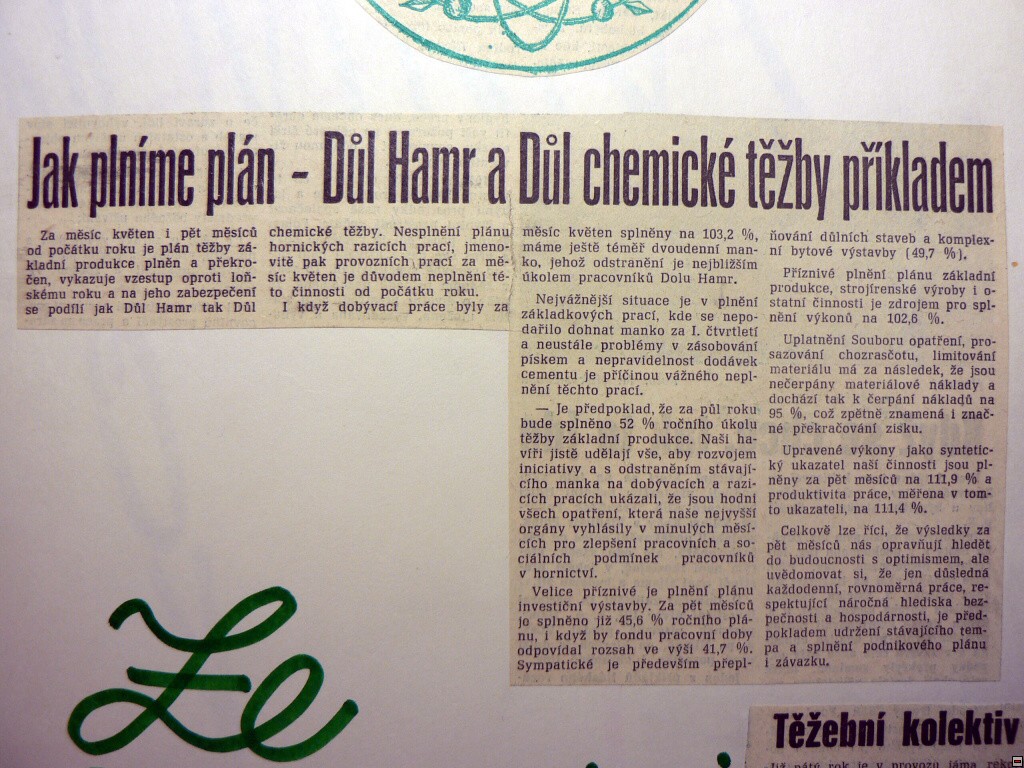 Jak plníme plán - Důl Hamr a Důl chemické těžby příkladem
Za měsíc květen i pět měsíců
od počátku roku je plán těžby zá-
kladní produkce plněn a překro-
čen, vykazuje vzestup oproti loň-
skému roku a na jeho zabezpečení
se podílí jak Důl Hamr tak Důl
chemické těžby. Nesplnění plánu
hornických razicích prací, jmeno-
vitě pak provozních prací za mě-
síc květen je důvodem neplnění té-
to činnosti od počátku roku.
I když dobývací práce byly za
měsíc květen splněny na 103,2 %,
máme ještě téměř dvoudenní man-
ko, jehož odstranění je nejbližším
úkolem pracovníků Dolu Hamr.
Nejvážnější situace je v plnění
základkových prací, kde se nepo-
dařilo dohnat manko za I. čtvrtletí
a neustále problémy v zásobování
pískem a nepravidelnost dodávek
cementu je příčinou vážného nepl-
nění těchto prací.
— Je předpoklad, že za půl roku
bude splněno 52 % ročního úkolu
těžby základní produkce. Naši ha-
víři jistě udělají vše, aby rozvojem
iniciativy a s odstraněním stávají-
cího manka na dobývacích a razi-
cích pracích ukázali, že jsou hodni
všech opatření, která naše nejvyšší
orgány vyhlásily v minulých měsí-
cích pro zlepšení pracovních a so-
ciálních podmínek pracovníků
v hornictví.
Velice příznivé je plnění plánu
investiční výstavby. Za pět měsíců
je splněno již 45,6 % ročního plá-
nu, i když by fondu pracovní doby
odpovídal rozsah ve výši 41,7 %.
Sympatické je především přepl-
ňování důlních staveb a komplex-
ní bytové výstavby (49,7 %).
Příznivé plnění plánu základní
produkce, strojírenské výroby i o-
statní činnosti je zdrojem pro spl-
nění výkonů na 102,6 %.
Uplatnění Souboru opatření, pro-
sazování chozrasčotu, limitování
materiálu má za následek, že jsou
nečerpány materiálové náklady a
dochází tak k čerpání nákladů na
95 %, což zpětně znamená i znač-
né překračování zisku.
Upravené výkony jako syntetic-
ký ukazatel naší činnosti jsou pl-
něny za pět měsíců na 111,9 % a
produktivita práce, měřena v tom-
to ukazateli, na 111,4 %.
Celkově lze říci, že výsledky za
pět měsíců nás opravňují hledět
do budoucnosti s optimismem, ale
uvědomovat si, že jen důsledná
každodenní, rovnoměrná práce, re-
spektující náročná hlediska bez-
pečnosti a hospodárnosti, je před-
pokladem udržení stávajícího tem-
pa a splnění podnikového plánu
i závazku.
Ze
Těžební kolektiv
Již pátý rok je v provozu jáma